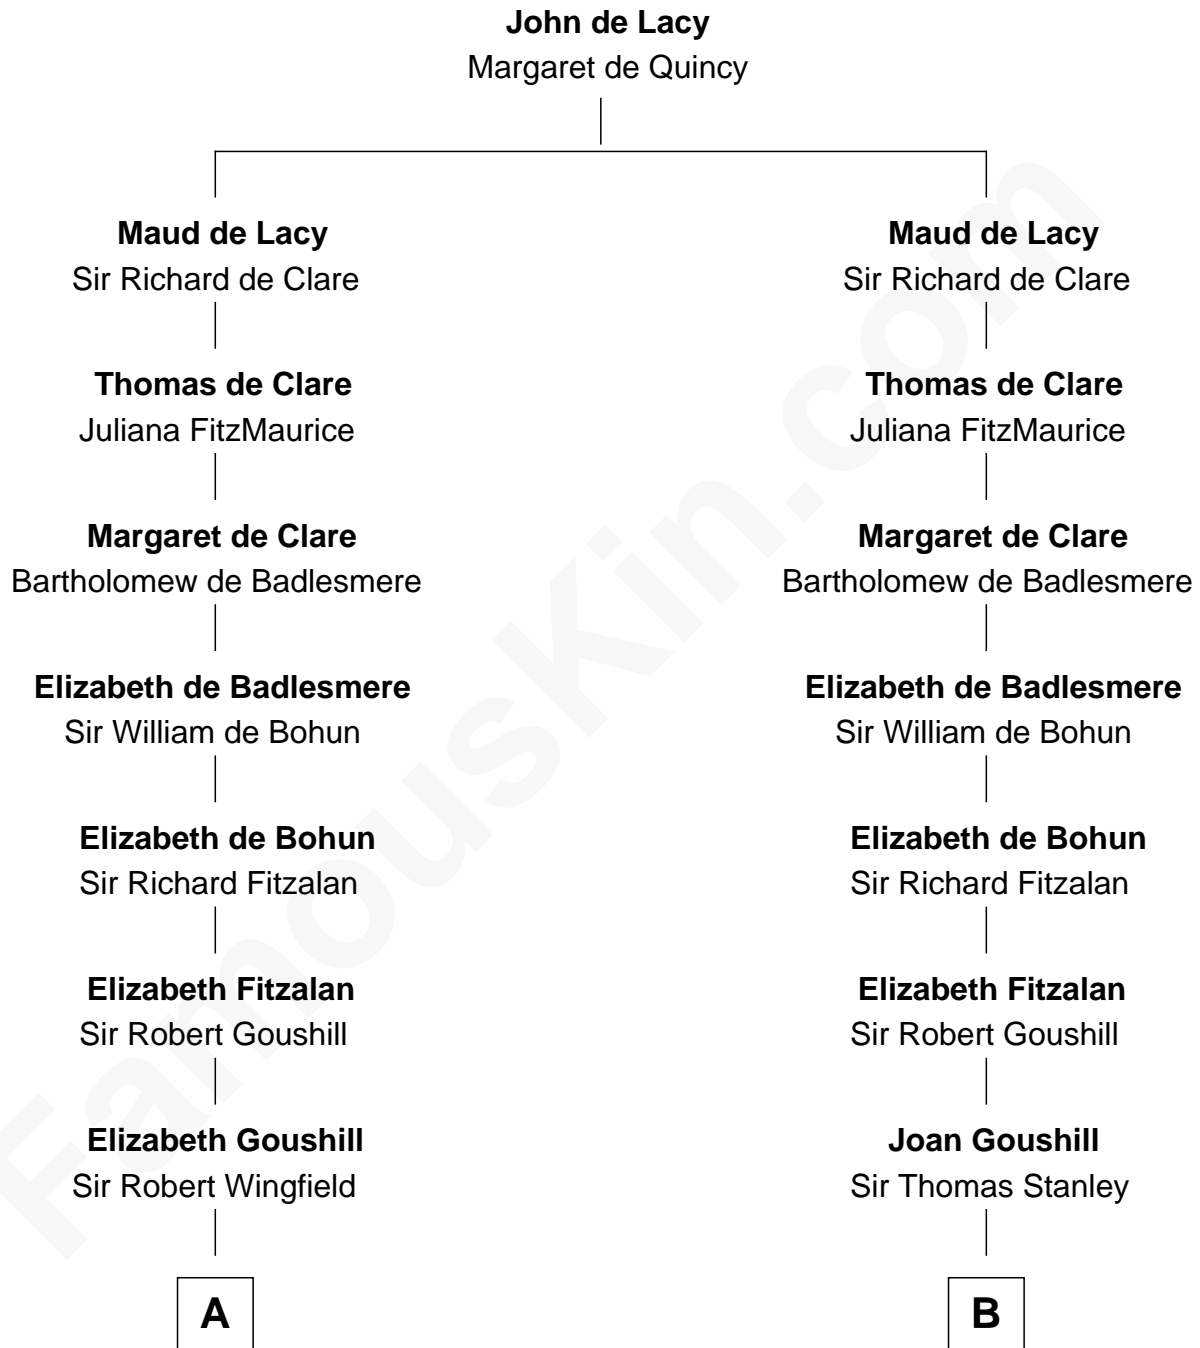 John de Lacy
Margaret de Quincy
Maud de Lacy
Sir Richard de Clare
Thomas de Clare
Juliana FitzMaurice
Margaret de Clare
Bartholomew de Badlesmere
Elizabeth de Badlesmere
Sir William de Bohun
Elizabeth de Bohun
Sir Richard Fitzalan
Elizabeth Fitzalan
Sir Robert Goushill
Elizabeth Goushill
Sir Robert Wingfield
A
Maud de Lacy
Sir Richard de Clare
Thomas de Clare
Juliana FitzMaurice
Margaret de Clare
Bartholomew de Badlesmere
Elizabeth de Badlesmere
Sir William de Bohun
Elizabeth de Bohun
Sir Richard Fitzalan
Elizabeth Fitzalan
Sir Robert Goushill
Joan Goushill
Sir Thomas Stanley
B
FamousKin.com